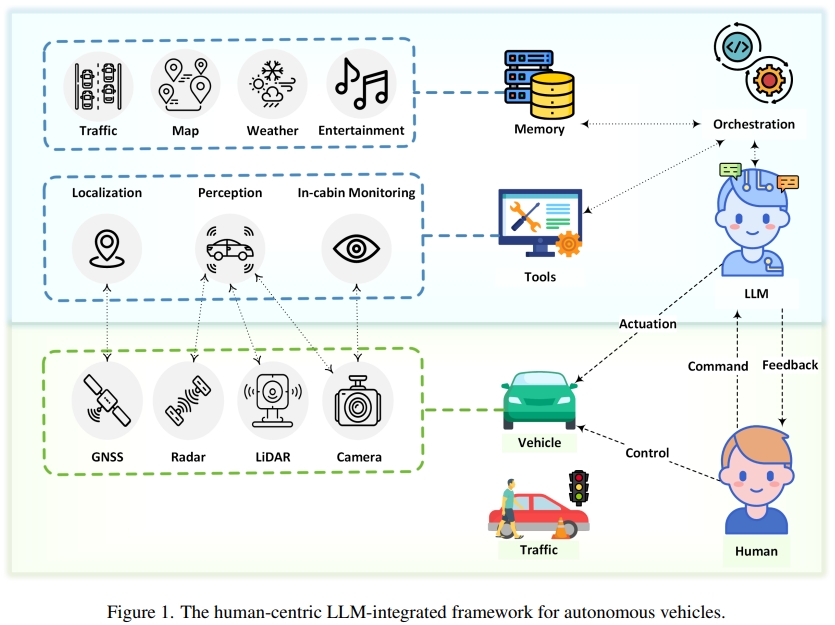 Traffic
Map
Weather
Entertainment
Memory
Orchestration
Localization
Perception
In-cabin Monitoring
Tools
LLM
Actuation
Command
Feedback
GNSS
Radar
LiDAR
Camera
Vehicle
Control
Traffic
Human
Figure 1. The human-centric LLM-integrated framework for autonomous vehicles.